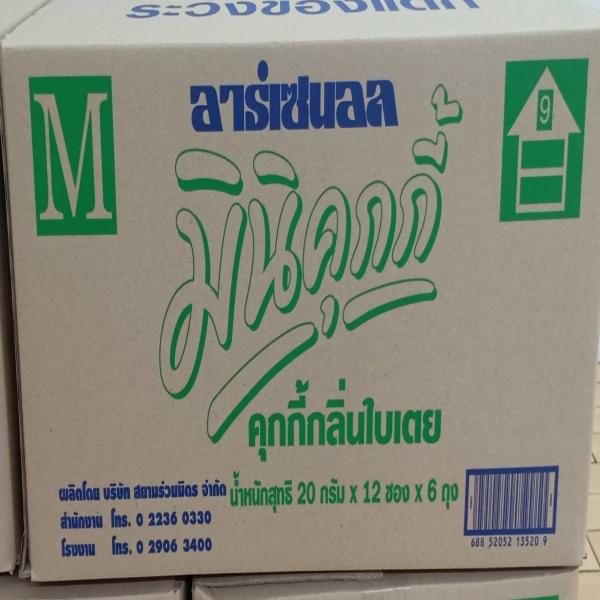 ระวังของแตก
M
อาร์เซนอล
9
มินิคุกกี้
คุกกี้กลิ่นใบเตย
ผลิตโดย บริษัท สยามร่วมมิตร จำกัด
น้ำหนักสุทธิ 20 กรัม x 12 ซอง x 6 ถุง
สำนักงาน โทร. 0 2236 0330
โรงงาน โทร. 0 2906 3400
688 52052 13520 9